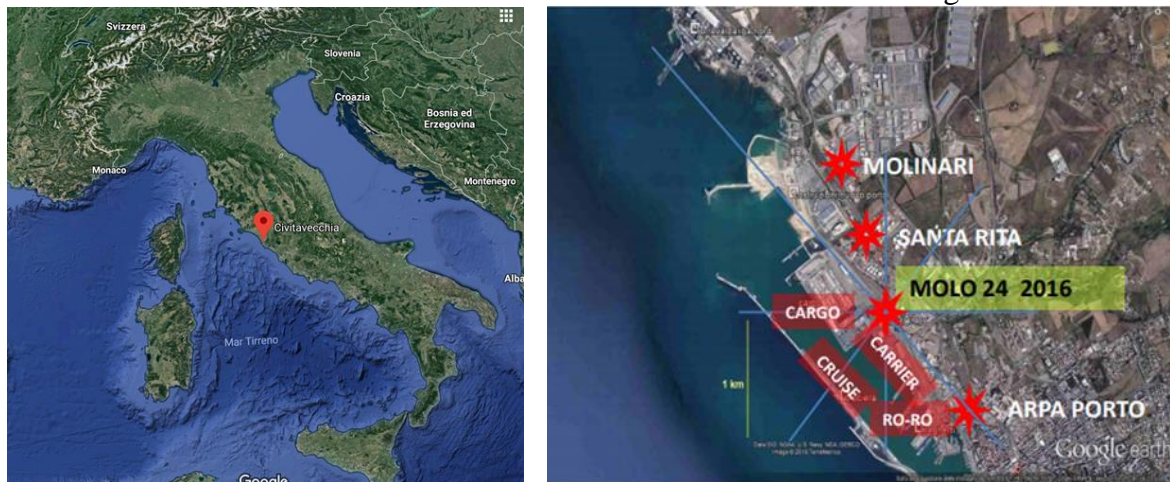 Svizzera
Slovenia
Croazia
Bosnia ed
Erzegovina
Monaco
Montenegro
Civitavecchia
Alba
Mar Tirreno
Google
MOLINARI
SANTA RITA
MOLO 24 2016
CARGO
CARRIER
CRUISE
1 km
RO-RO
ARPA PORTO
Google earth